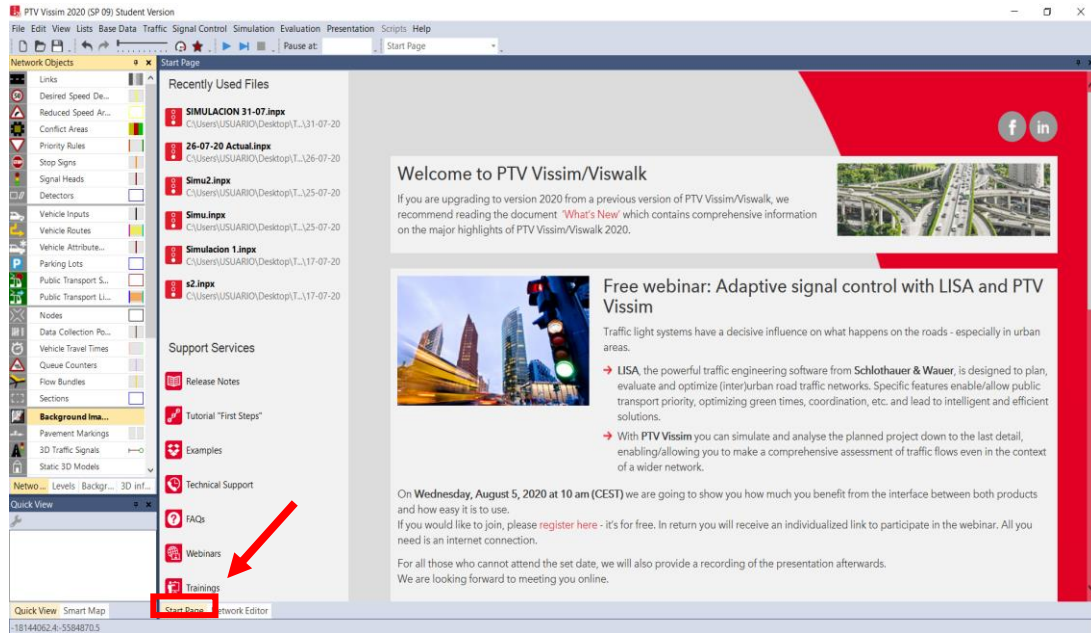 PTV Vissim 2020 (SP 09) Student Version
File Edit View Lists Base Data Traffic Signal Control Simulation Evaluation Presentation Scripts Help
Pause at: Start Page
Network Objects
Links
Desired Speed De...
Reduced Speed Ar...
Conflict Areas
Priority Rules
Stop Signs
Signal Heads
Detectors
Vehicle Inputs
Vehicle Routes
Vehicle Attribute...
Parking Lots
Public Transport S...
Public Transport Li...
Nodes
Data Collection Po...
Vehicle Travel Times
Queue Counters
Flow Bundles
Sections
Background Ima...
Pavement Markings
3D Traffic Signals
Static 3D Models
Netwo... Levels Backgr... 3D inf...
Quick View
Quick View Smart Map
-18144062.4:-5584870.5
Start Page
Recently Used Files
SIMULACION 31-07.inpx
C:\Users\USUARIO\Desktop\T...\31-07-20
26-07-20 Actual.inpx
C:\Users\USUARIO\Desktop\T...\26-07-20
Simu2.inpx
C:\Users\USUARIO\Desktop\T...\25-07-20
Simu.inpx
C:\Users\USUARIO\Desktop\T...\25-07-20
Simulacion 1.inpx
C:\Users\USUARIO\Desktop\T...\17-07-20
s2.inpx
C:\Users\USUARIO\Desktop\T...\17-07-20
Support Services
Release Notes
Tutorial "First Steps"
Examples
Technical Support
FAQs
Webinars
Trainings
Start Page Network Editor
f in
Welcome to PTV Vissim/Viswalk
If you are upgrading to version 2020 from a previous version of PTV Vissim/Viswalk, we
recommend reading the document 'What's New' which contains comprehensive information
on the major highlights of PTV Vissim/Viswalk 2020.
Free webinar: Adaptive signal control with LISA and PTV
Vissim
Traffic light systems have a decisive influence on what happens on the roads - especially in urban
areas.
→ LISA, the powerful traffic engineering software from Schlothauer & Wauer, is designed to plan,
evaluate and optimize (inter)urban road traffic networks. Specific features enable/allow public
transport priority, optimizing green times, coordination, etc. and lead to intelligent and efficient
solutions.
→ With PTV Vissim you can simulate and analyse the planned project down to the last detail,
enabling/allowing you to make a comprehensive assessment of traffic flows even in the context
of a wider network.
On Wednesday, August 5, 2020 at 10 am (CEST) we are going to show you how much you benefit from the interface between both products
and how easy it is to use.
If you would like to join, please register here - it's for free. In return you will receive an individualized link to participate in the webinar. All you
need is an internet connection.
For all those who cannot attend the set date, we will also provide a recording of the presentation afterwards.
We are looking forward to meeting you online.